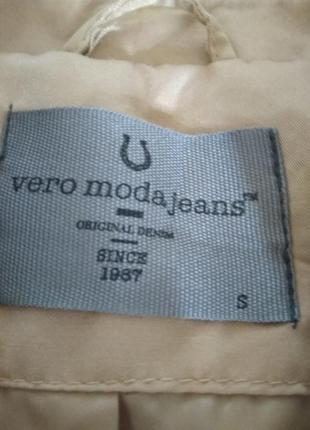 vero moda jeans™
ORIGINAL DENIM
SINCE
1987
S